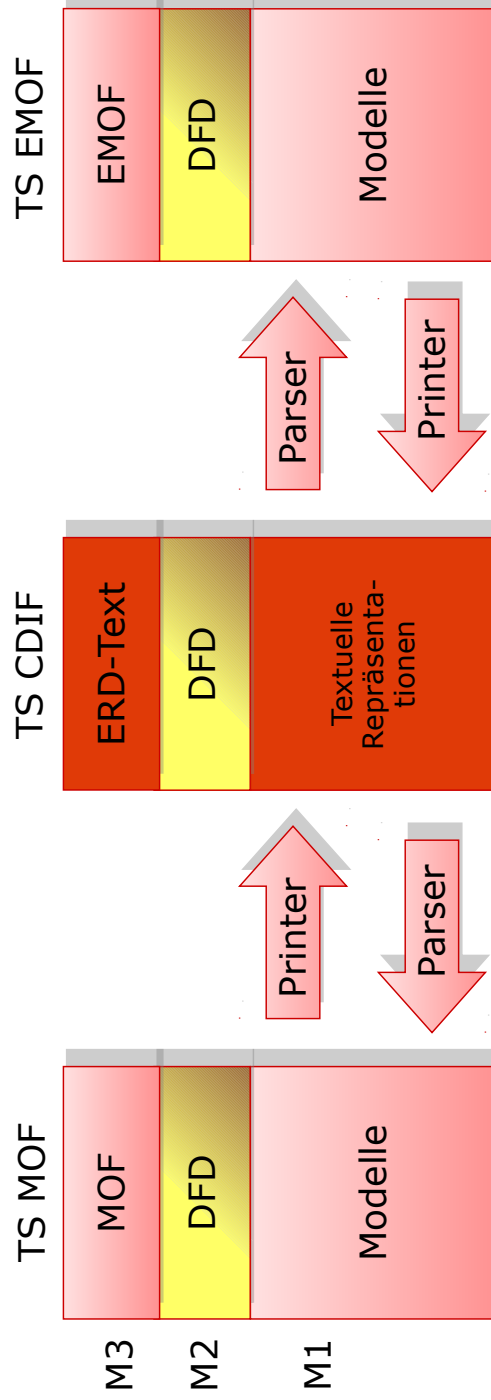 TS MOF
TS CDIF
TS EMOF
M3
MOF
ERD-Text
EMOF
M2
DFD
DFD
DFD
M1
Modelle
Printer
Parser
Textuelle
Repräsenta-
tionen
Parser
Printer
Modelle